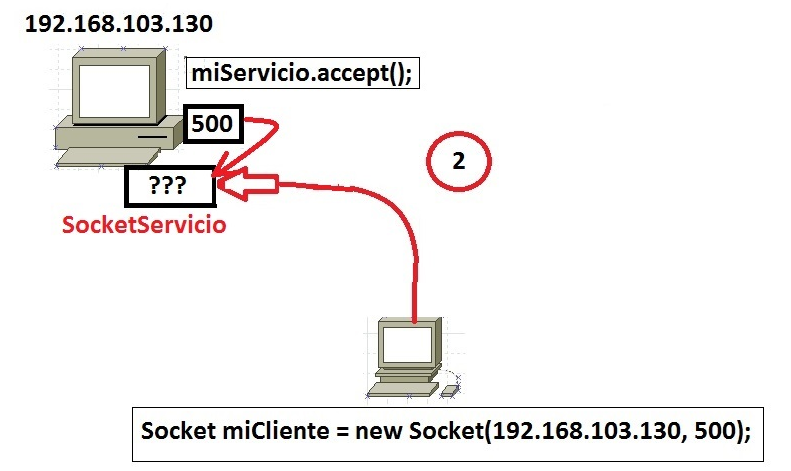 192.168.103.130
miServicio.accept();
500
2
???
SocketServicio
Socket miCliente = new Socket(192.168.103.130, 500);